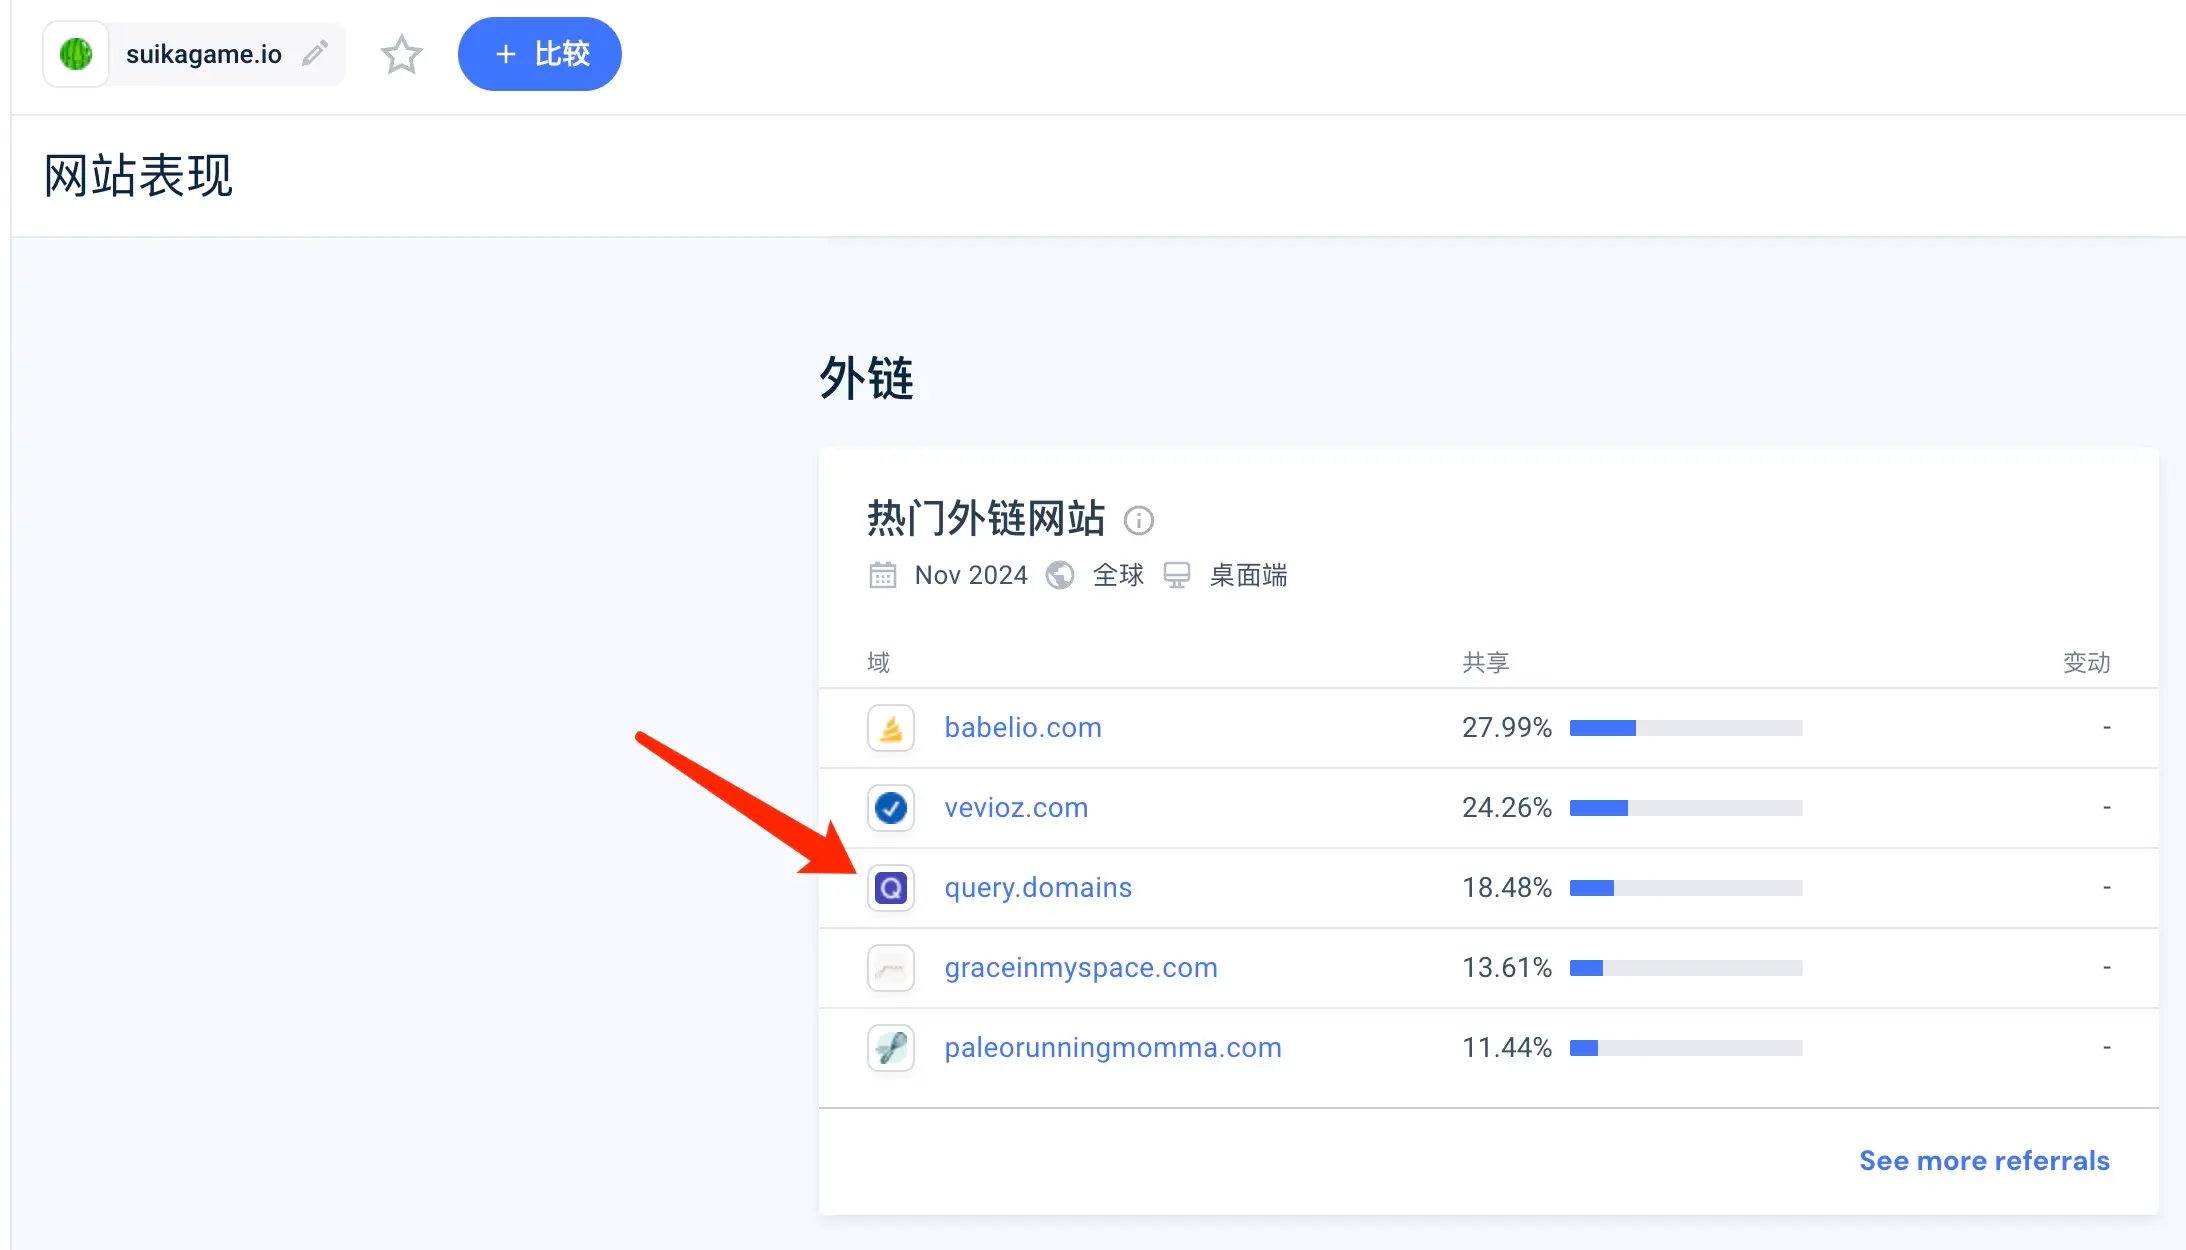 suikagame.io
+ 比较
网站表现
外链
热门外链网站
Nov 2024 全球 桌面端
域 共享 变动
babelio.com 27.99% -
vevioz.com 24.26% -
Q query.domains 18.48% -
graceinmyspace.com 13.61% -
paleorunningmomma.com 11.44% -
See more referrals